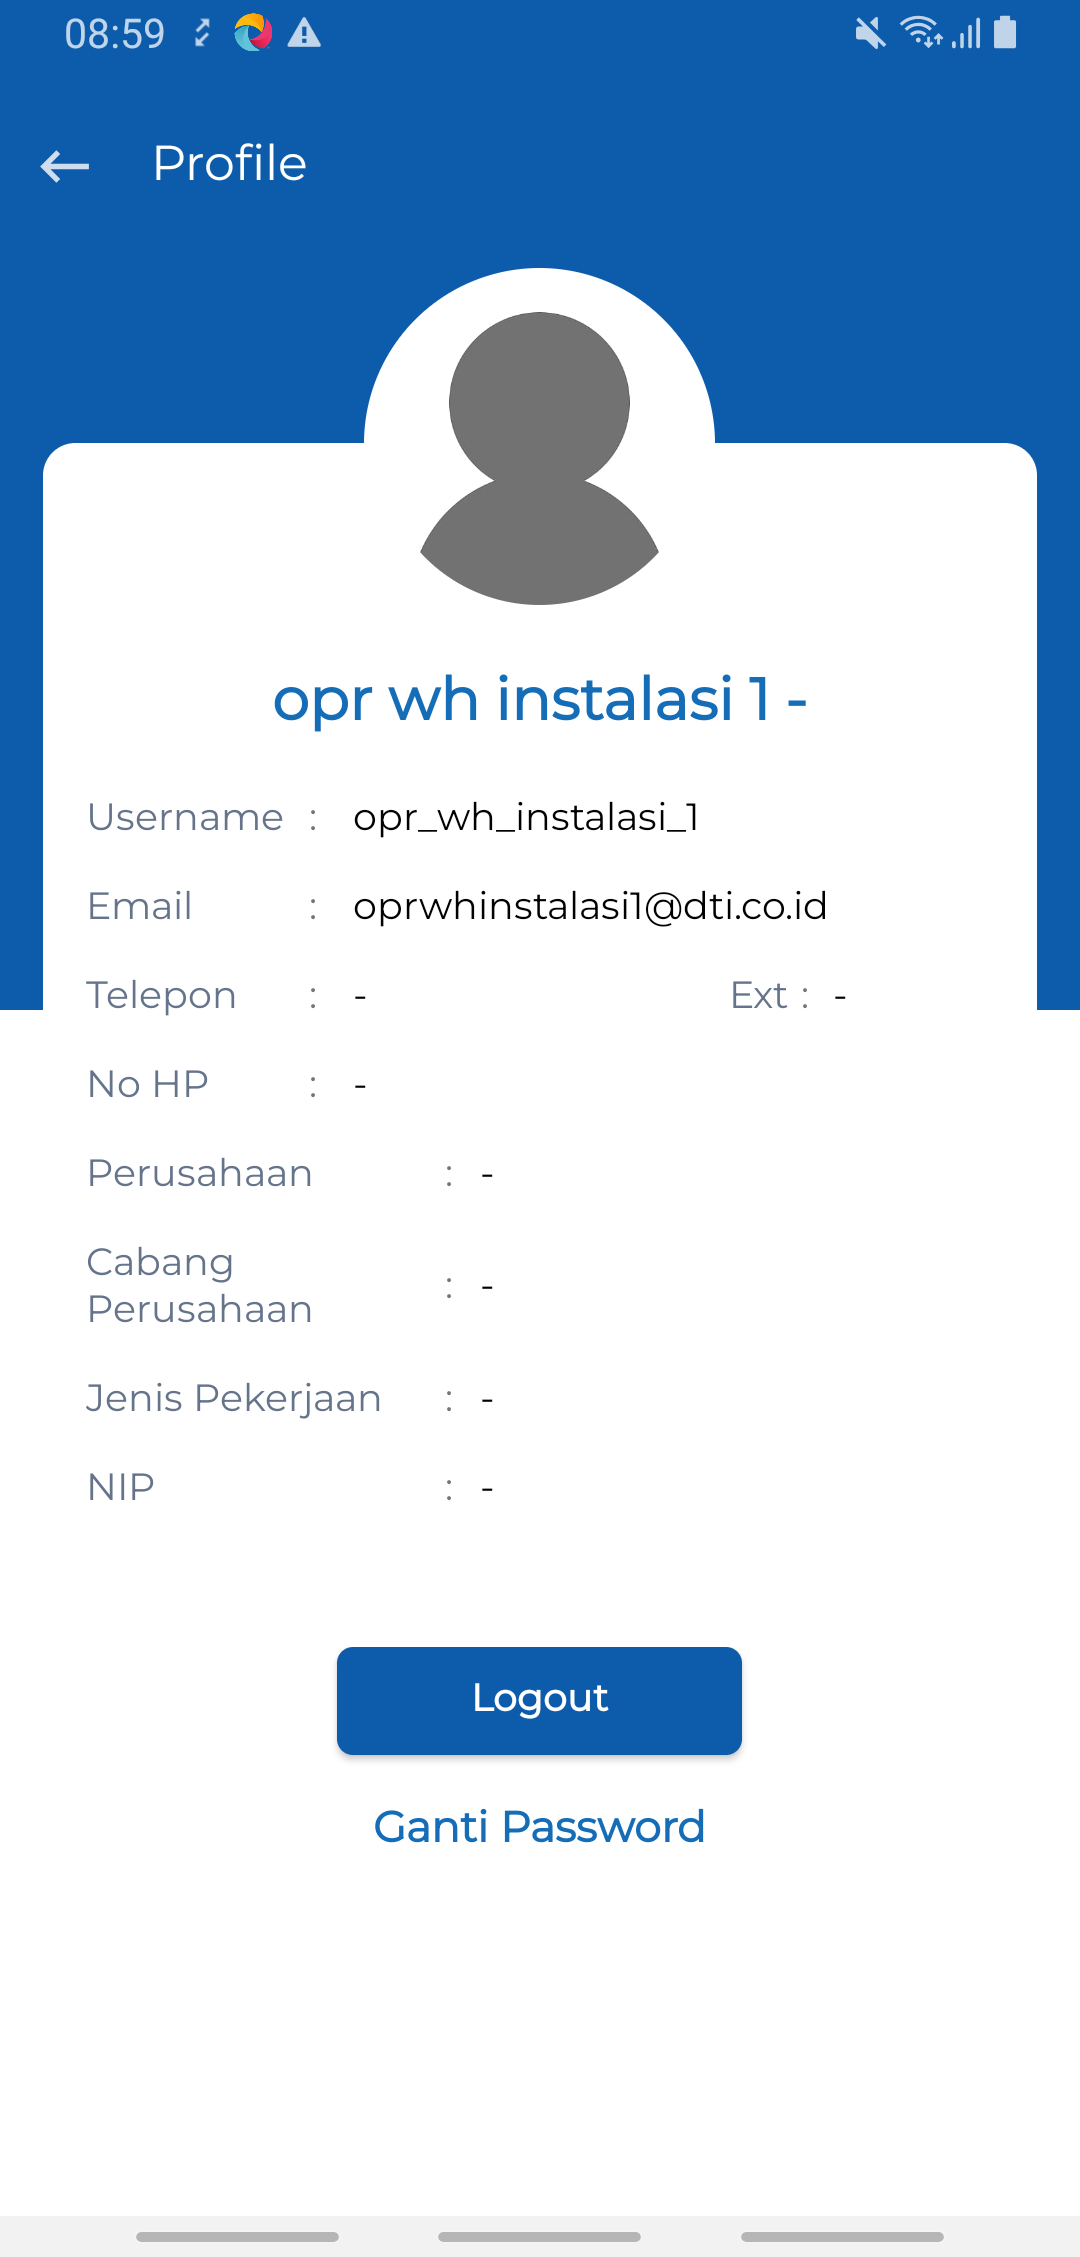 08:59
Profile
opr wh instalasi 1 -
Username : opr_wh_instalasi_1
Email : oprwhinstalasi1@dti.co.id
Telepon : - Ext : -
No HP : -
Perusahaan : -
Cabang
Perusahaan : -
Jenis Pekerjaan : -
NIP : -
Logout
Ganti Password